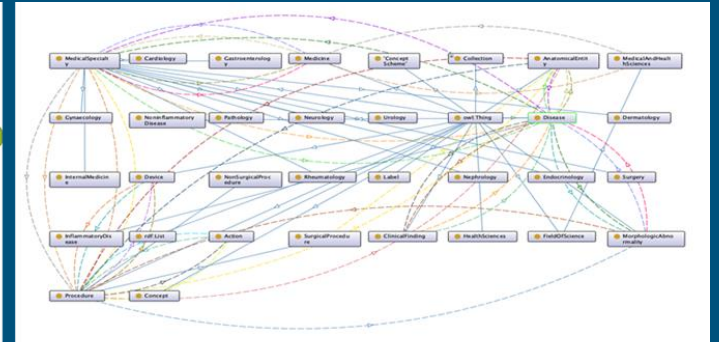 MedicalSpecialt
y
Cardiology
Gastroenterolog
y
Medicine
"Concept
Scheme"
Collection
AnatomicalEntit
y
MedicalAndHealt
hSciences
Gynaecology
Noninflammatory
Disease
Pathology
Neurology
Urology
owl:Thing
Disease
Dermatology
InternalMedicin
e
Device
NonSurgicalProc
edure
Rheumatology
Label
Nephrology
Endocrinology
Surgery
InflammatoryDis
ease
rdf:List
Action
SurgicalProcedu
re
ClinicalFinding
HealthSciences
FieldOfScience
MorphologicAbno
rmality
Procedure
Concept